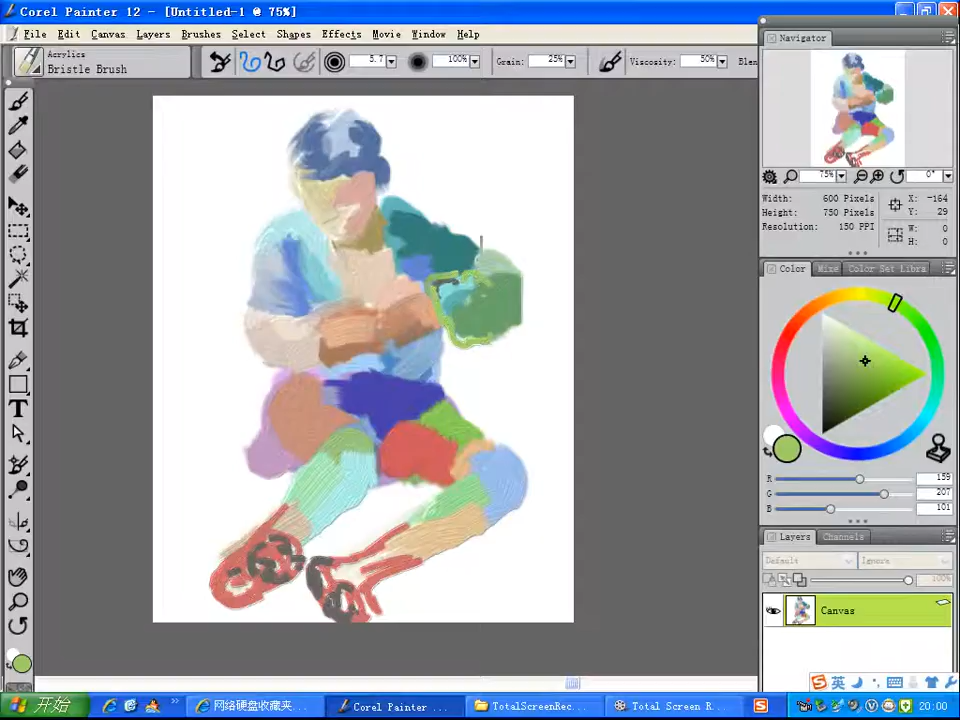 Corel Painter 12 - [Untitled-1 @ 75%]
File Edit Canvas Layers Brushes Select Shapes Effects Movie Window Help
Acrylics
Bristle Brush
5.7
100%
Grain: 25%
Viscosity: 50%
Navigator
75%
0°
Width: 600 Pixels
Height: 750 Pixels
Resolution: 150 PPI
X: -164
Y: 29
W: 0
H: 0
Color Mixe Color Set Libra
R 159
G 207
B 101
Layers Channels
Default Ignore
100%
Canvas
T
英
开始
网络硬盘收藏夹...
Corel Painter ...
TotalScreenRec...
Total Screen R...
20:00